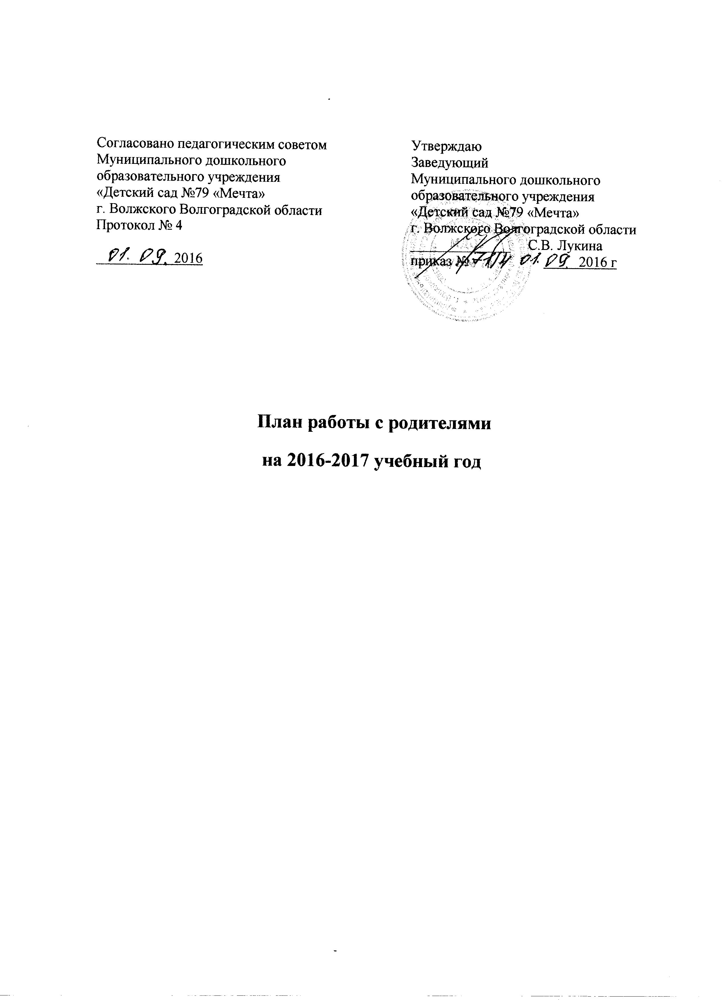 Согласовано педагогическим советом
Муниципального дошкольного
образовательного учреждения
«Детский сад №79 «Мечта»
г. Волжского Волгоградской области
Протокол № 4
01. 09. 2016
Утверждаю
Заведующий
Муниципального дошкольного
образовательного учреждения
«Детский сад №79 «Мечта»
г. Волжского Волгоградской области
С.В. Лукина
приказ № 01. 09. 2016 г
План работы с родителями
на 2016-2017 учебный год